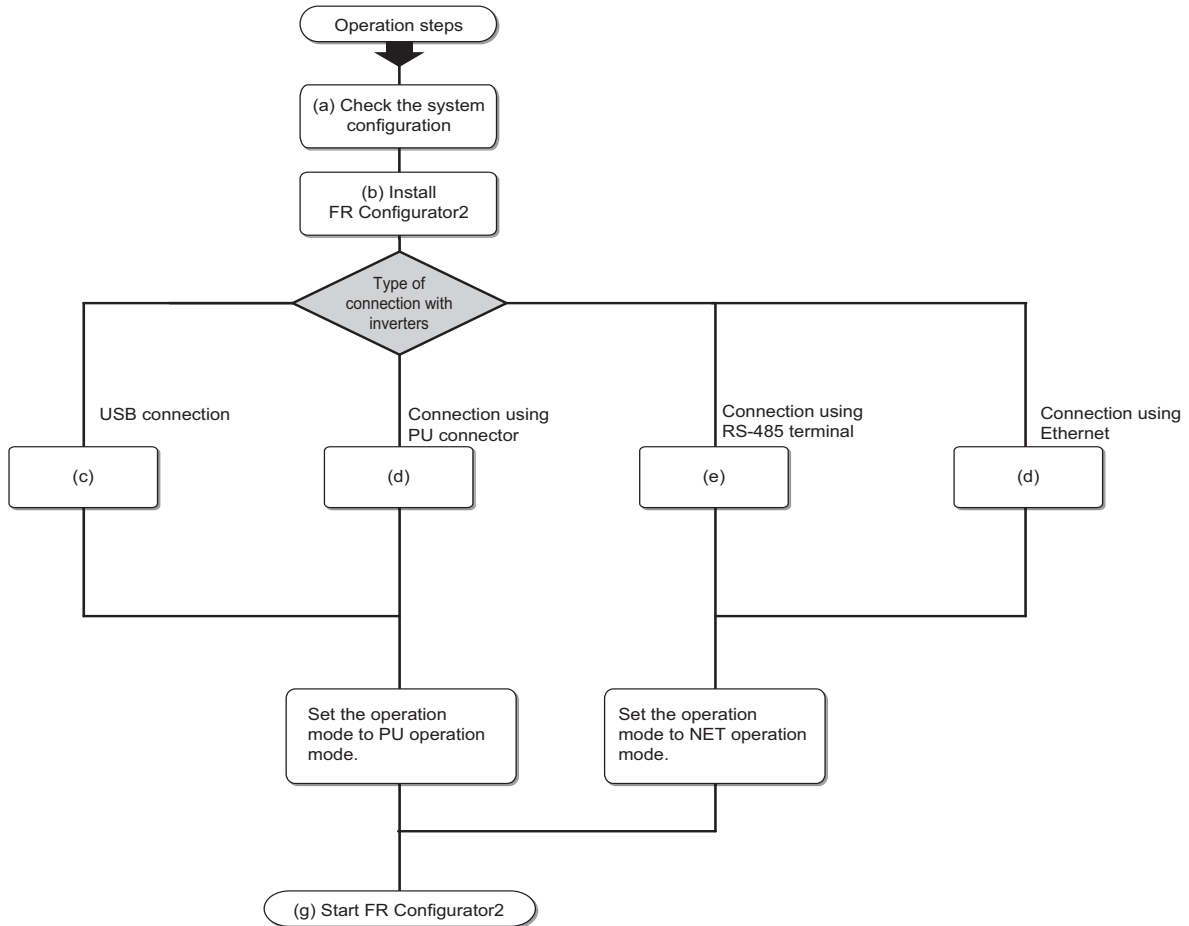 Operation steps
(a) Check the system
configuration
(b) Install
FR Configurator2
Type of
connection with
inverters
USB connection
Connection using
PU connector
Connection using
RS-485 terminal
Connection using
Ethernet
(c)
(d)
(e)
(d)
Set the operation
mode to PU operation
mode.
Set the operation
mode to NET operation
mode.
(g) Start FR Configurator2